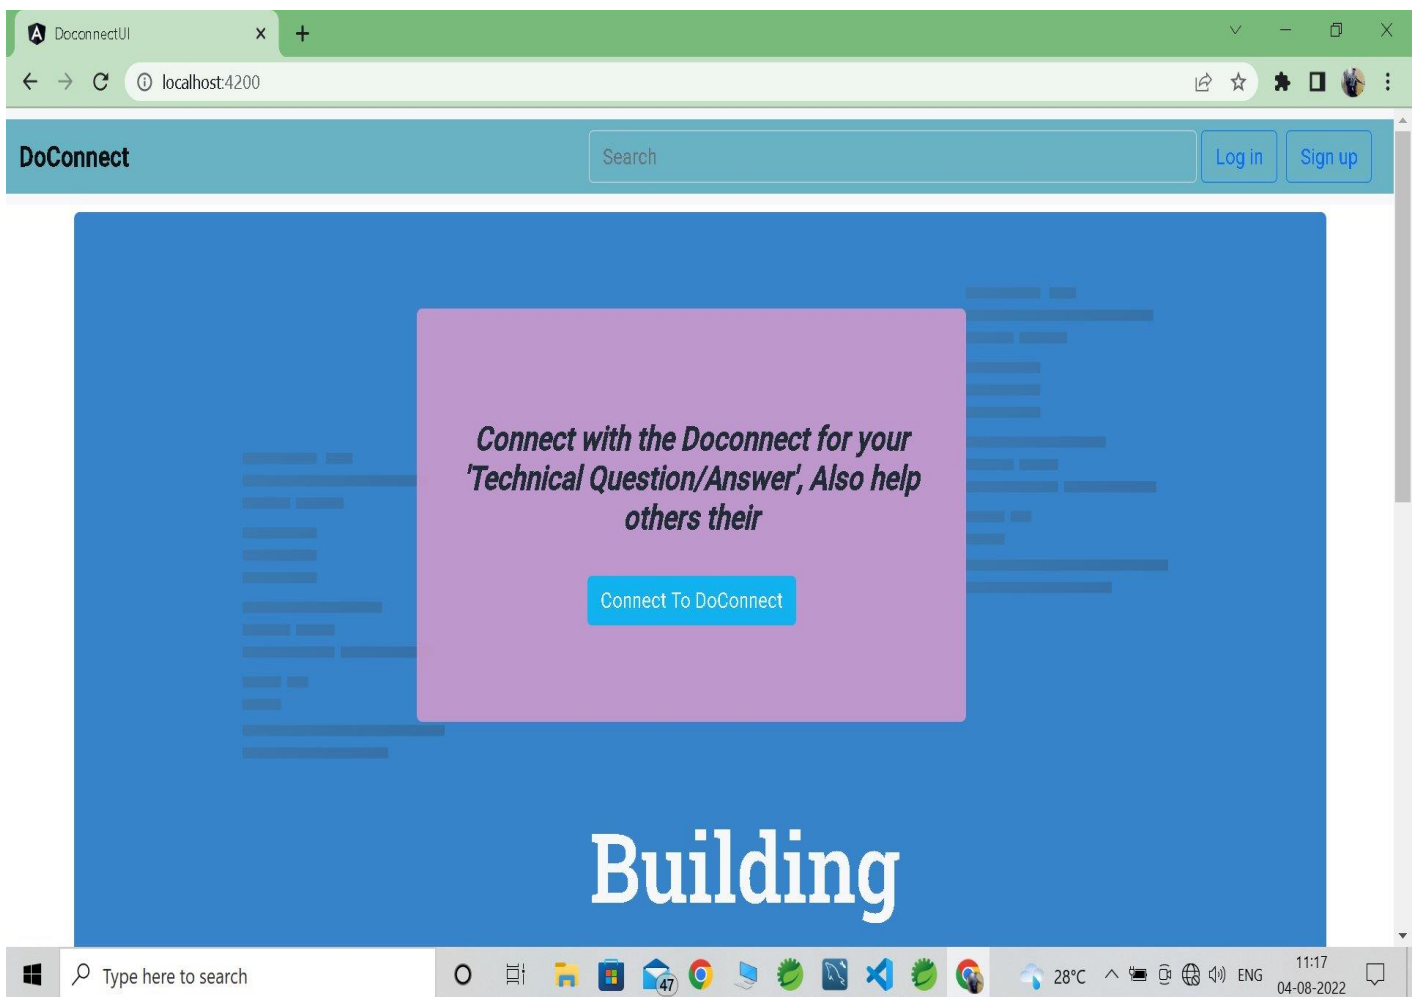 DoconnectUI
localhost:4200
DoConnect
Search
Log in
Sign up
Connect with the Doconnect for your
'Technical Question/Answer', Also help
others their
Connect To DoConnect
Building
Type here to search
47
28°C
ENG
11:17
04-08-2022